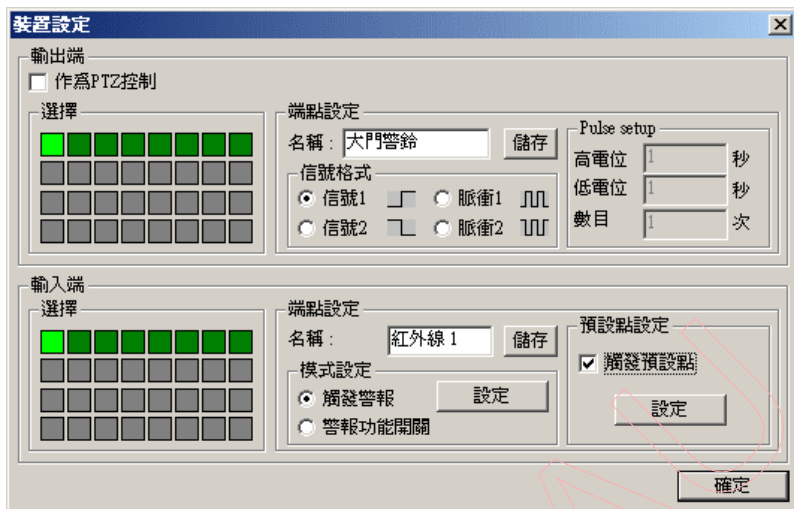 裝置設定
輸出端
作爲PTZ控制
選擇
端點設定
名稱： 大門警鈴 儲存
信號格式
信號1 脈衝1
信號2 脈衝2
Pulse setup
高電位 1 秒
低電位 1 秒
數目 1 次
輸入端
選擇
端點設定
名稱： 紅外線 1 儲存
模式設定
觸發警報 設定
警報功能開關
預設點設定
觸發預設點
設定
確定